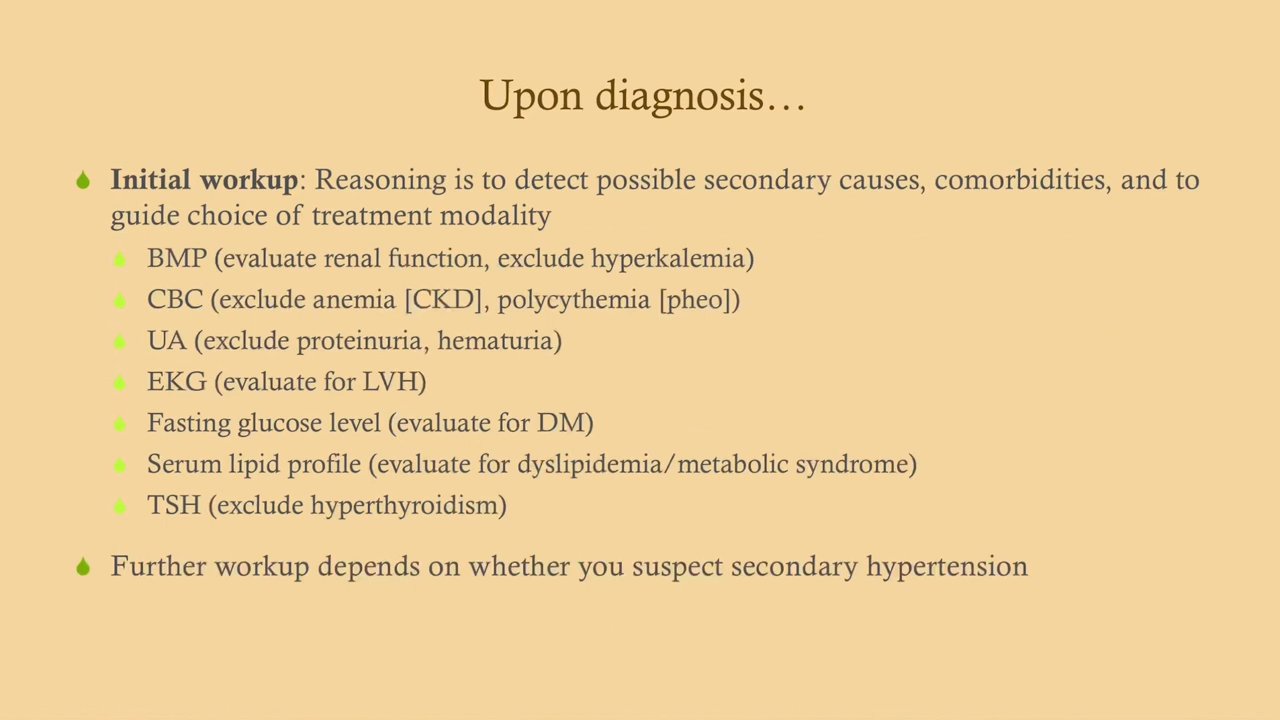 Upon diagnosis…
Initial workup: Reasoning is to detect possible secondary causes, comorbidities, and to
guide choice of treatment modality
BMP (evaluate renal function, exclude hyperkalemia)
CBC (exclude anemia [CKD], polycythemia [pheo])
UA (exclude proteinuria, hematuria)
EKG (evaluate for LVH)
Fasting glucose level (evaluate for DM)
Serum lipid profile (evaluate for dyslipidemia/metabolic syndrome)
TSH (exclude hyperthyroidism)
Further workup depends on whether you suspect secondary hypertension